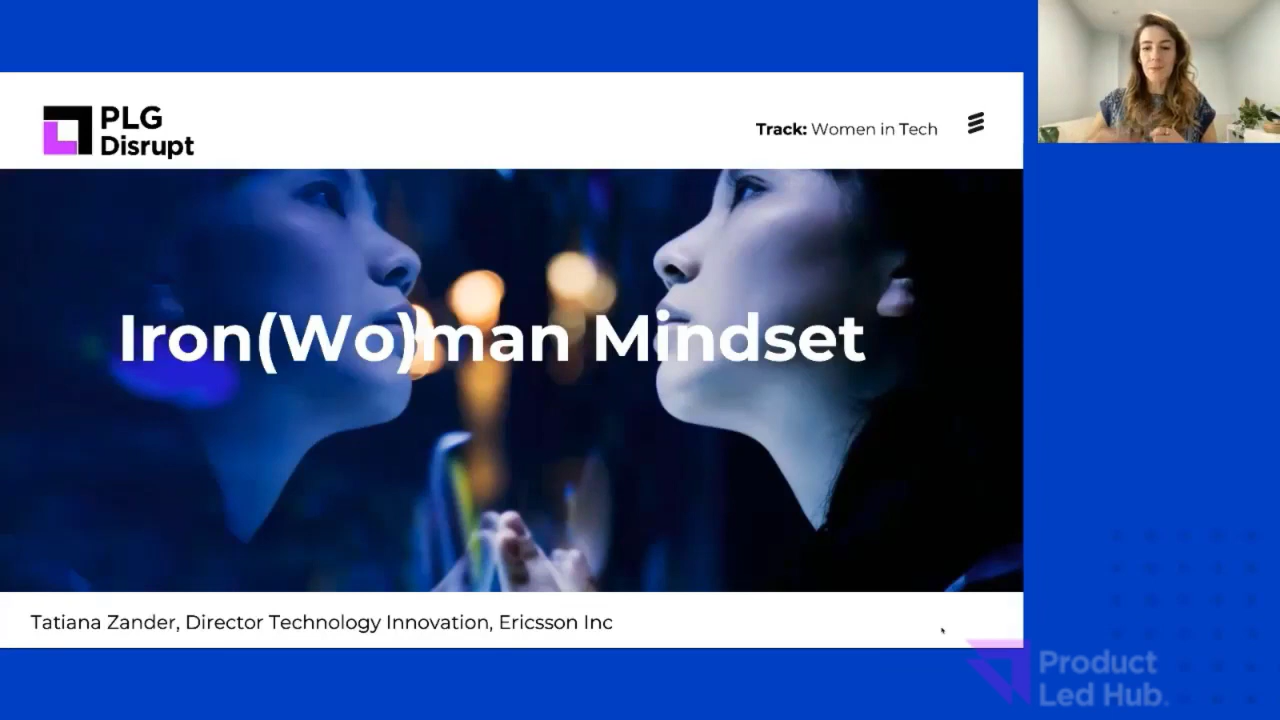 PLG
Disrupt
Track: Women in Tech
Iron(Wo)man Mindset
Tatiana Zander, Director Technology Innovation, Ericsson Inc
Product
Led Hub.